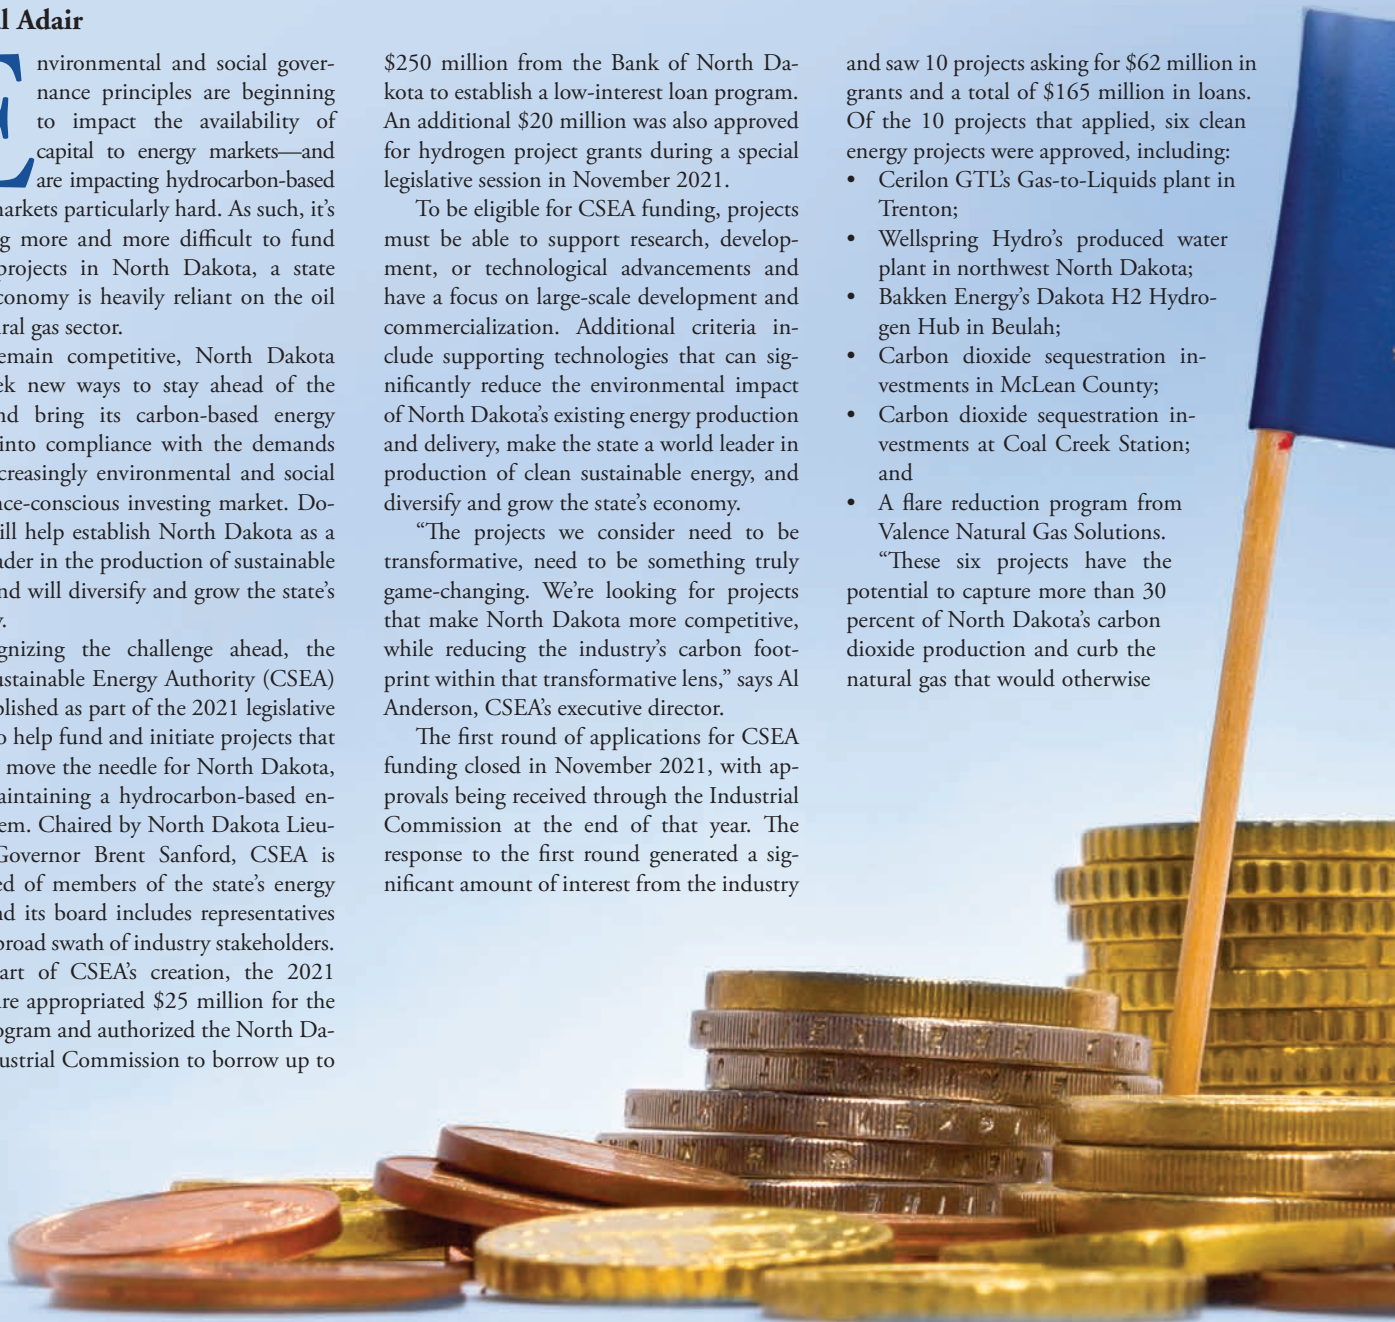 l Adair
Environmental and social gover-
nance principles are beginning
to impact the availability of
capital to energy markets—and
are impacting hydrocarbon-based
arkets particularly hard. As such, it’s
g more and more difficult to fund
projects in North Dakota, a state
conomy is heavily reliant on the oil
ral gas sector.
emain competitive, North Dakota
ek new ways to stay ahead of the
nd bring its carbon-based energy
into compliance with the demands
creasingly environmental and social
nce-conscious investing market. Do-
ill help establish North Dakota as a
ader in the production of sustainable
nd will diversify and grow the state’s
y.
gnizing the challenge ahead, the
ustainable Energy Authority (CSEA)
blished as part of the 2021 legislative
o help fund and initiate projects that
move the needle for North Dakota,
aintaining a hydrocarbon-based en-
em. Chaired by North Dakota Lieu-
Governor Brent Sanford, CSEA is
ed of members of the state’s energy
nd its board includes representatives
broad swath of industry stakeholders.
art of CSEA’s creation, the 2021
are appropriated $25 million for the
ogram and authorized the North Da-
ustrial Commission to borrow up to
$250 million from the Bank of North Da-
kota to establish a low-interest loan program.
An additional $20 million was also approved
for hydrogen project grants during a special
legislative session in November 2021.
To be eligible for CSEA funding, projects
must be able to support research, develop-
ment, or technological advancements and
have a focus on large-scale development and
commercialization. Additional criteria in-
clude supporting technologies that can sig-
nificantly reduce the environmental impact
of North Dakota’s existing energy production
and delivery, make the state a world leader in
production of clean sustainable energy, and
diversify and grow the state’s economy.
“The projects we consider need to be
transformative, need to be something truly
game-changing. We’re looking for projects
that make North Dakota more competitive,
while reducing the industry’s carbon foot-
print within that transformative lens,” says Al
Anderson, CSEA’s executive director.
The first round of applications for CSEA
funding closed in November 2021, with ap-
provals being received through the Industrial
Commission at the end of that year. The
response to the first round generated a sig-
nificant amount of interest from the industry
and saw 10 projects asking for $62 million in
grants and a total of $165 million in loans.
Of the 10 projects that applied, six clean
energy projects were approved, including:
• Cerilon GTL’s Gas-to-Liquids plant in
Trenton;
• Wellspring Hydro’s produced water
plant in northwest North Dakota;
• Bakken Energy’s Dakota H2 Hydro-
gen Hub in Beulah;
• Carbon dioxide sequestration in-
vestments in McLean County;
• Carbon dioxide sequestration in-
vestments at Coal Creek Station;
and
• A flare reduction program from
Valence Natural Gas Solutions.
“These six projects have the
potential to capture more than 30
percent of North Dakota’s carbon
dioxide production and curb the
natural gas that would otherwise